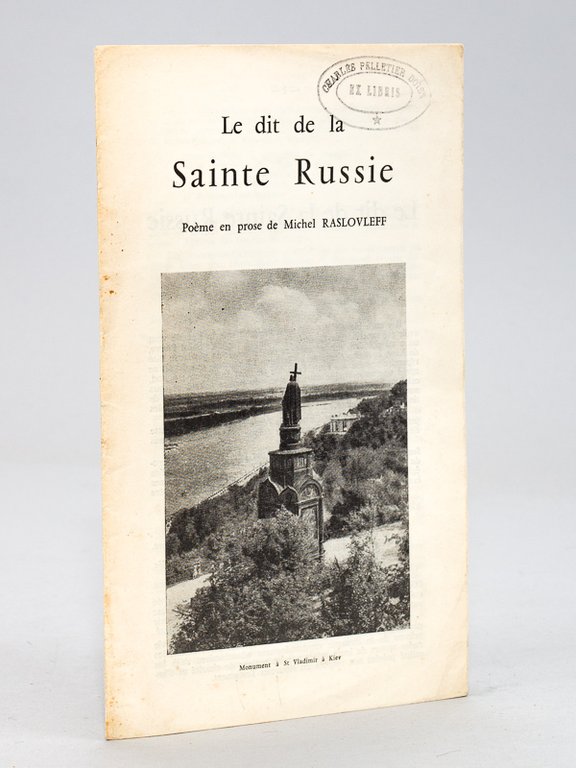 CHARLES PELLETIER DOISY
EX LIBRIS
Le dit de la
Sainte Russie
Poème en prose de Michel RASLOVLEFF
Monument à St Vladimir à Kiev